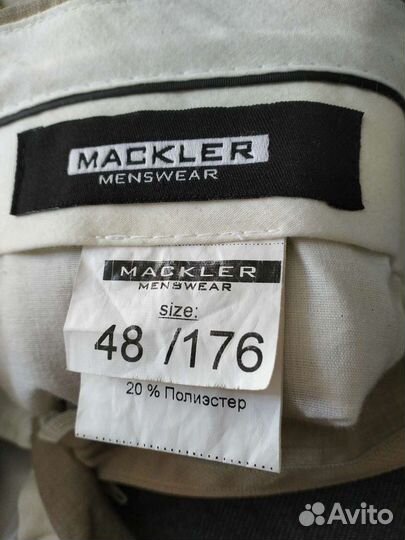 MACKLER
MENSWEAR
MACKLER
MENSWEAR
size:
48 /176
20 % Полиэстер
Avito